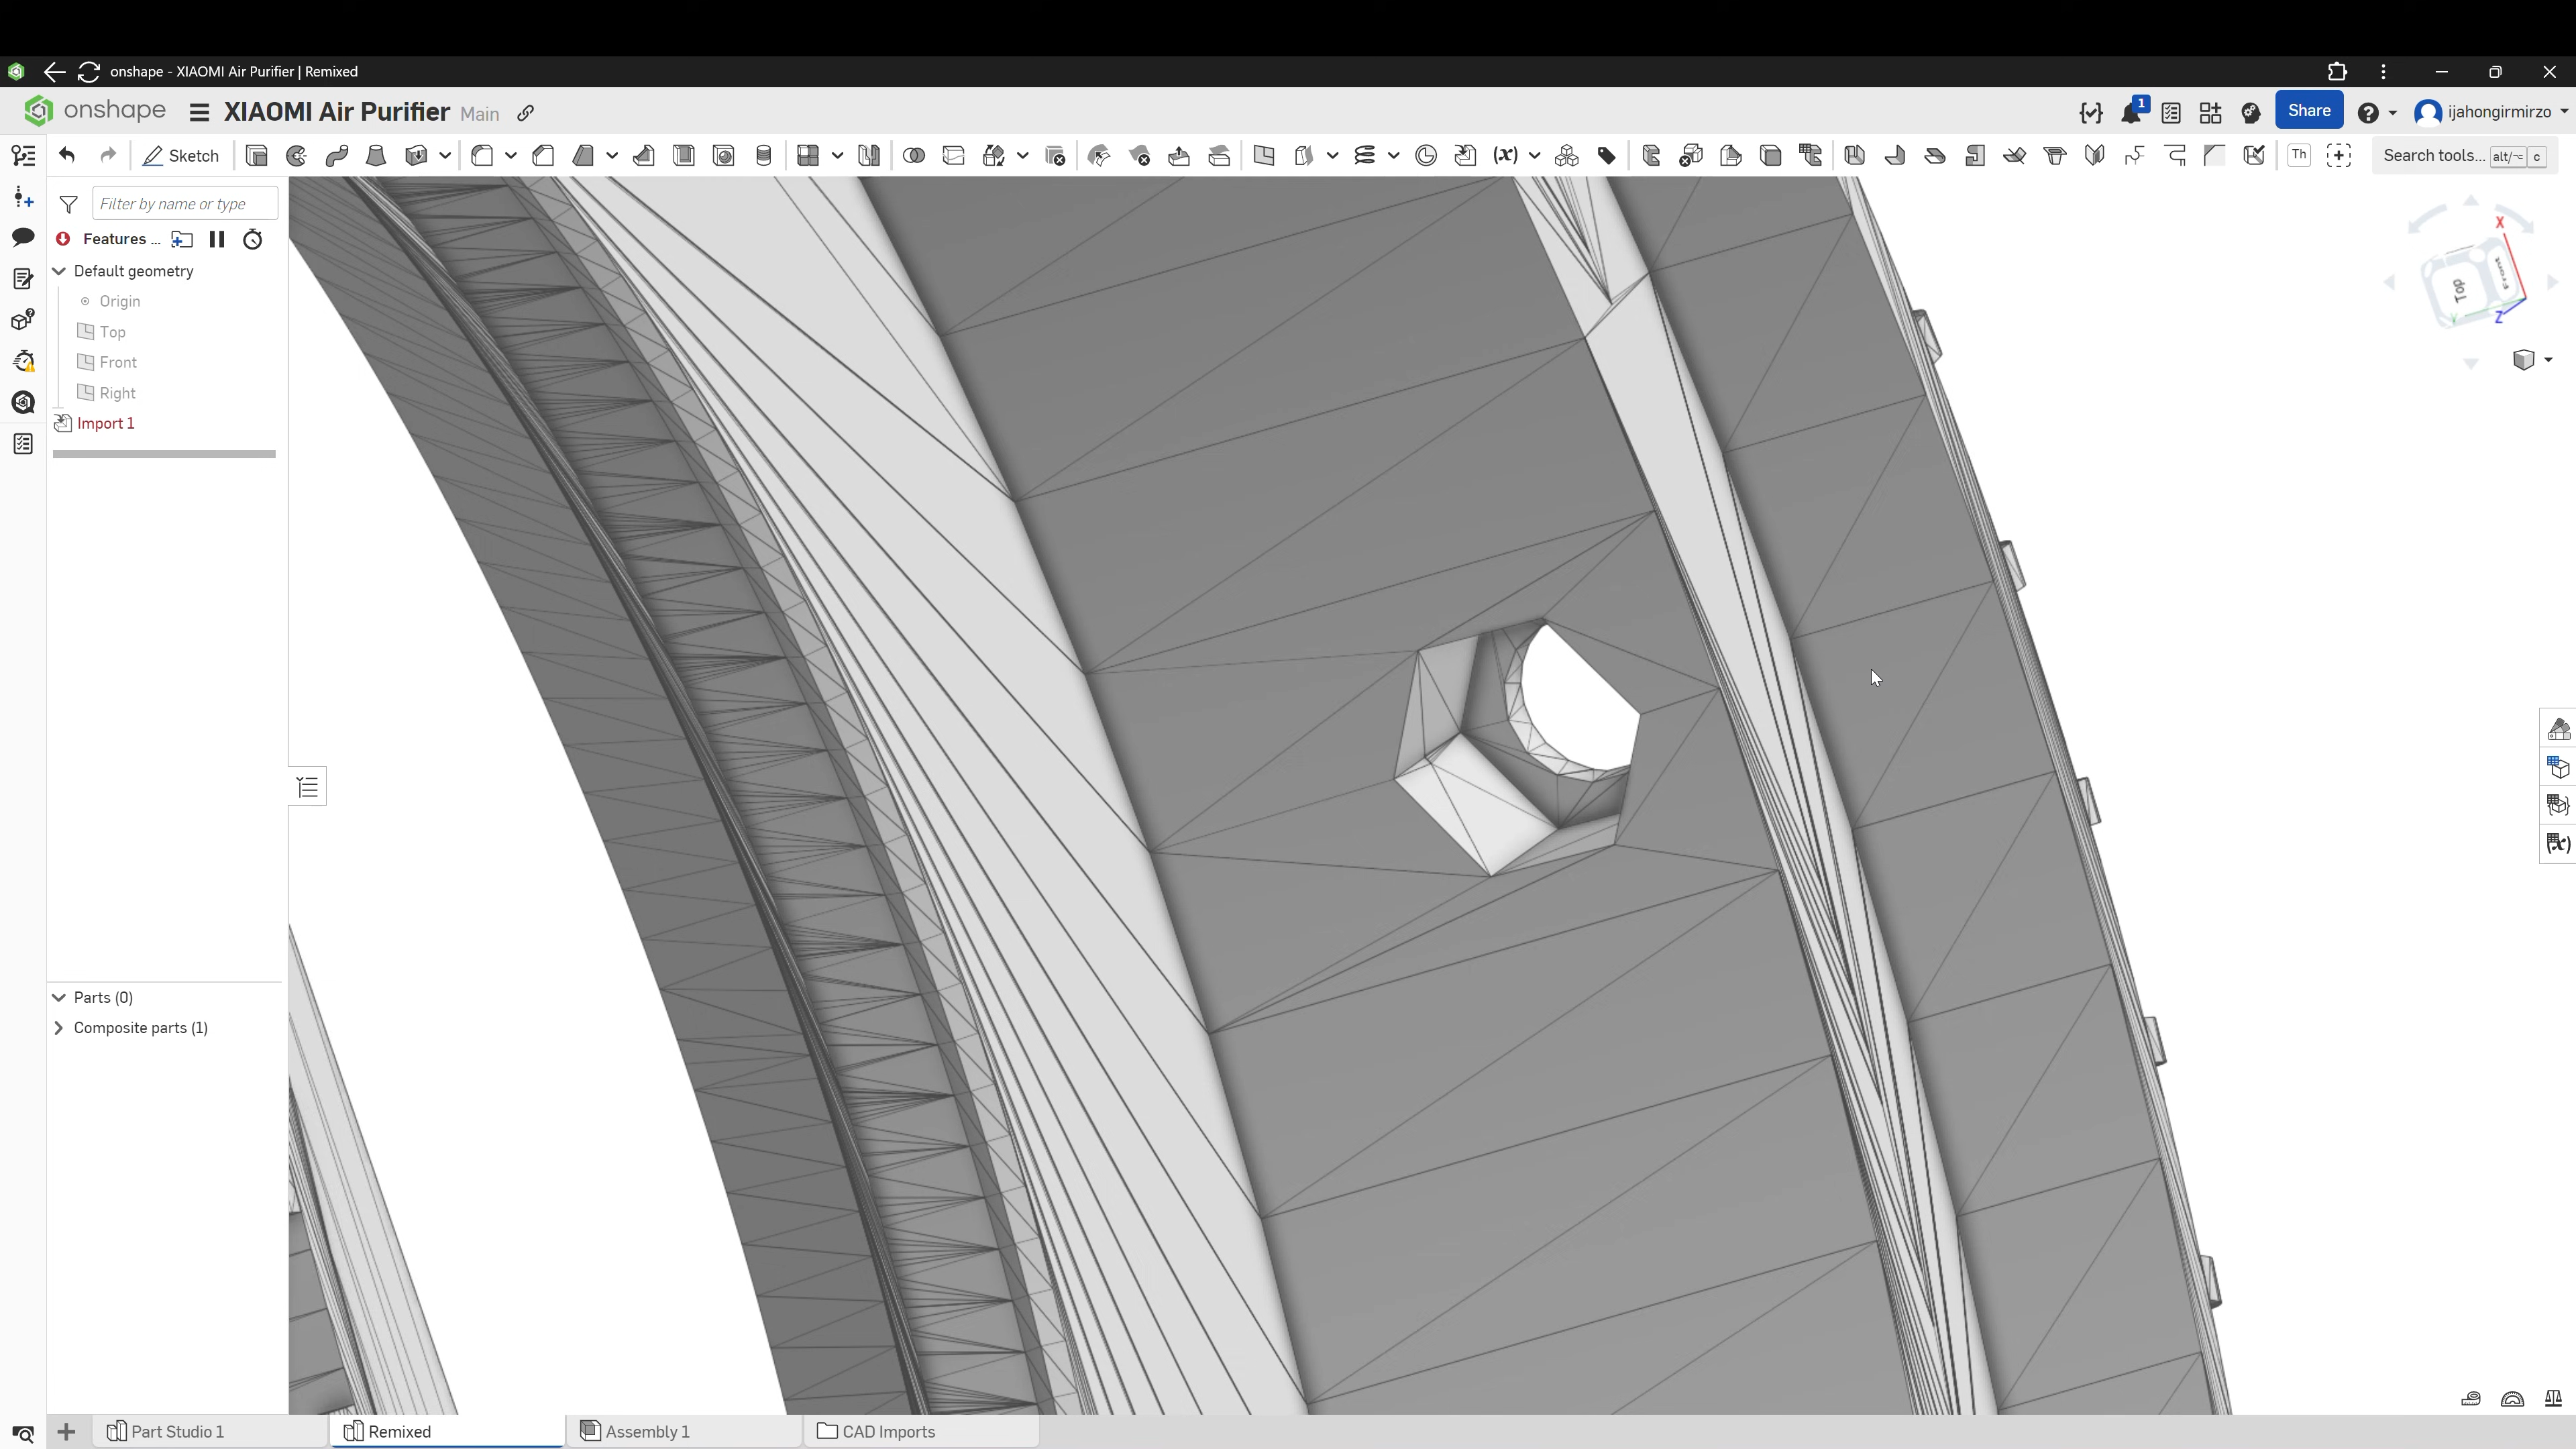 onshape - XIAOMI Air Purifier | Remixed
onshape XIAOMI Air Purifier Main 1 Share ijahongirmirzo
Sketch (x) Th Search tools... alt/⌥ c
Filter by name or type
Features ...
Default geometry
Origin
Top
Front
Right
Import 1
X
Top Front
Y Z
(x)
Parts (0)
Composite parts (1)
Part Studio 1 Remixed Assembly 1 CAD Imports